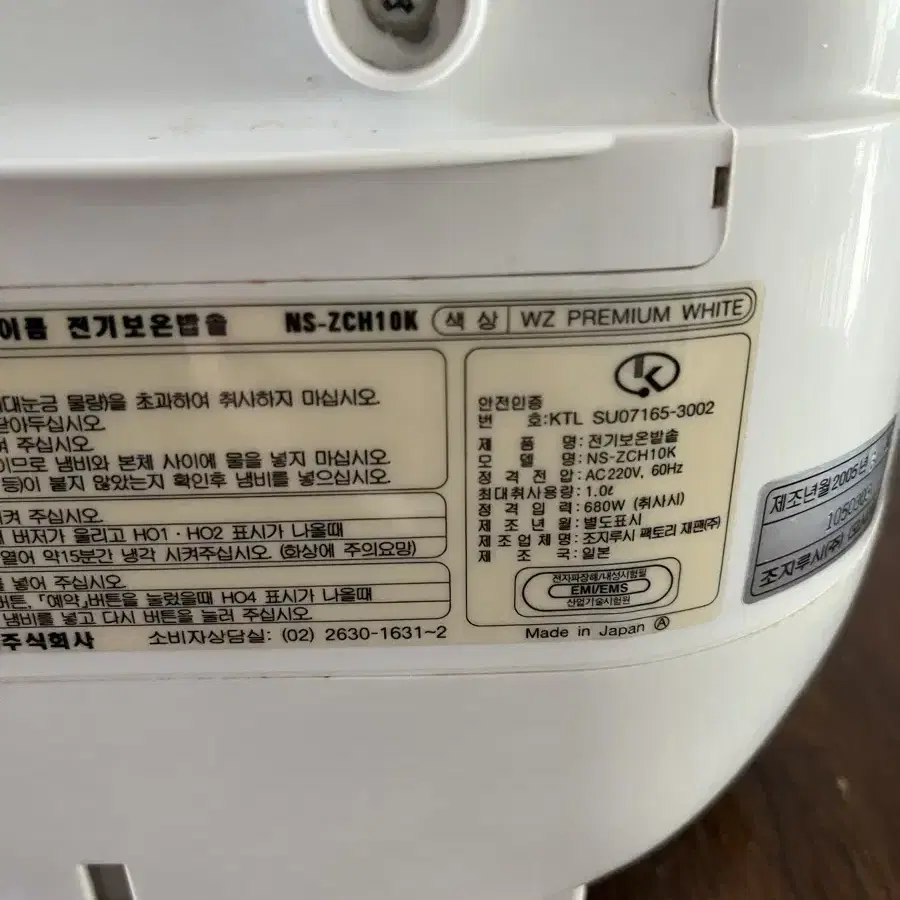 이름 전기보온밥솥 NS-ZCH10K 색 상 WZ PREMIUM WHITE
대눈금 물량)을 초과하여 취사하지 마십시오.
닫아두십시오.
주십시오.
이므로 냄비와 본체 사이에 물을 넣지 마십시오.
등)이 붙지 않았는지 확인후 냄비를 넣으십시오.
켜 주십시오.
버저가 울리고 HO1·HO2 표시가 나올때
열어 약15분간 냉각 시켜주십시오. (화상에 주의요망)
를 넣어 주십시오.
버튼, 「예약」버튼을 눌렀을때 HO4 표시가 나올때
냄비를 넣고 다시 버튼을 눌러 주십시오.
주식회사 소비자상담실: (02) 2630-1631~2
K
안전인증
번 호:KTL SU07165-3002
제 품 명: 전기보온밥솥
모 델 명: NS-ZCH10K
정 격 전 압: AC220V, 60Hz
최대취사용량: 1.0ℓ
정 격 입 력: 680W (취사시)
제 조 년 월: 별도표시
제 조 업 체 명: 조지루시 팩토리 재팬(주)
제 조 국: 일본
전자파장해/내성시험필
EMI/EMS
산업기술시험원
Made in Japan Ⓐ
제조년월2005년
조지루시(주)